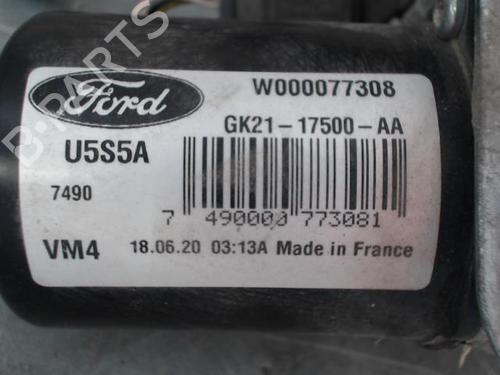 B-PARTS
Ford
W000077308
GK21-17500-AA
U5S5A
7490
7 490000 773081
VM4 18.06.20 03:13A Made in France